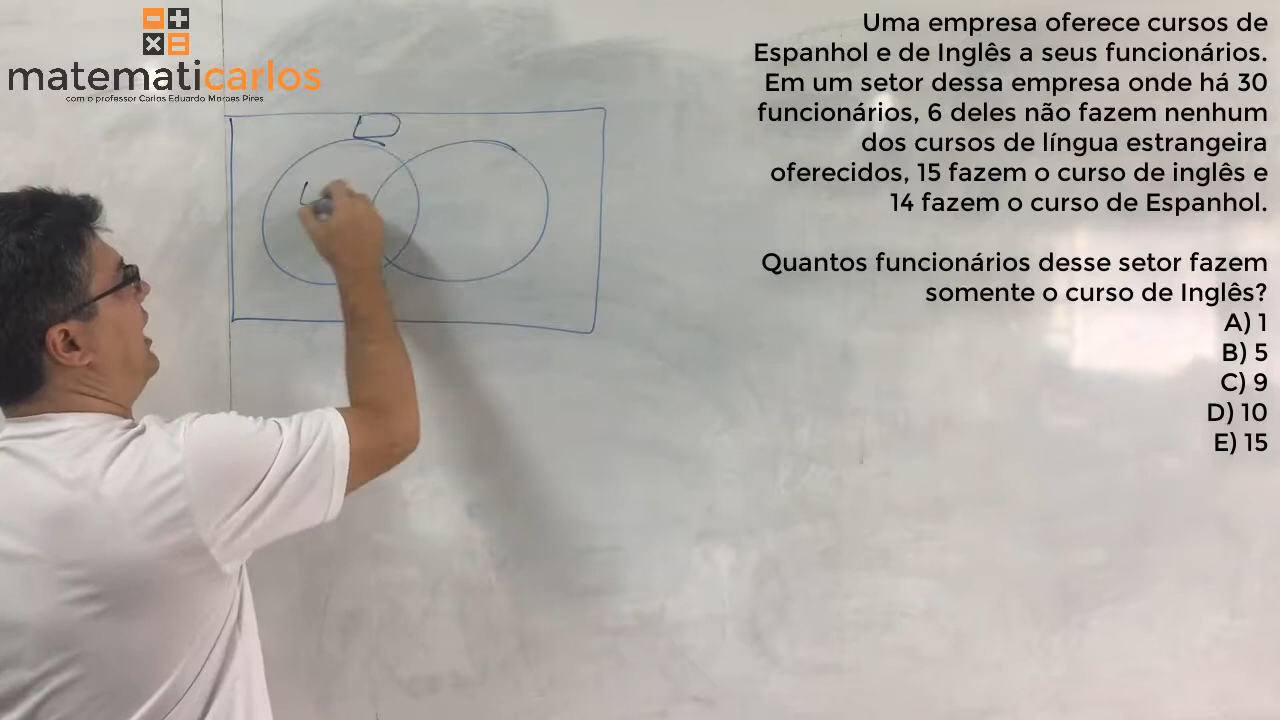 matematicarlos
com o professor Carlos Eduardo Moraes Pires
Uma empresa oferece cursos de
Espanhol e de Inglês a seus funcionários.
Em um setor dessa empresa onde há 30
funcionários, 6 deles não fazem nenhum
dos cursos de língua estrangeira
oferecidos, 15 fazem o curso de inglês e
14 fazem o curso de Espanhol.
Quantos funcionários desse setor fazem
somente o curso de Inglês?
A) 1
B) 5
C) 9
D) 10
E) 15